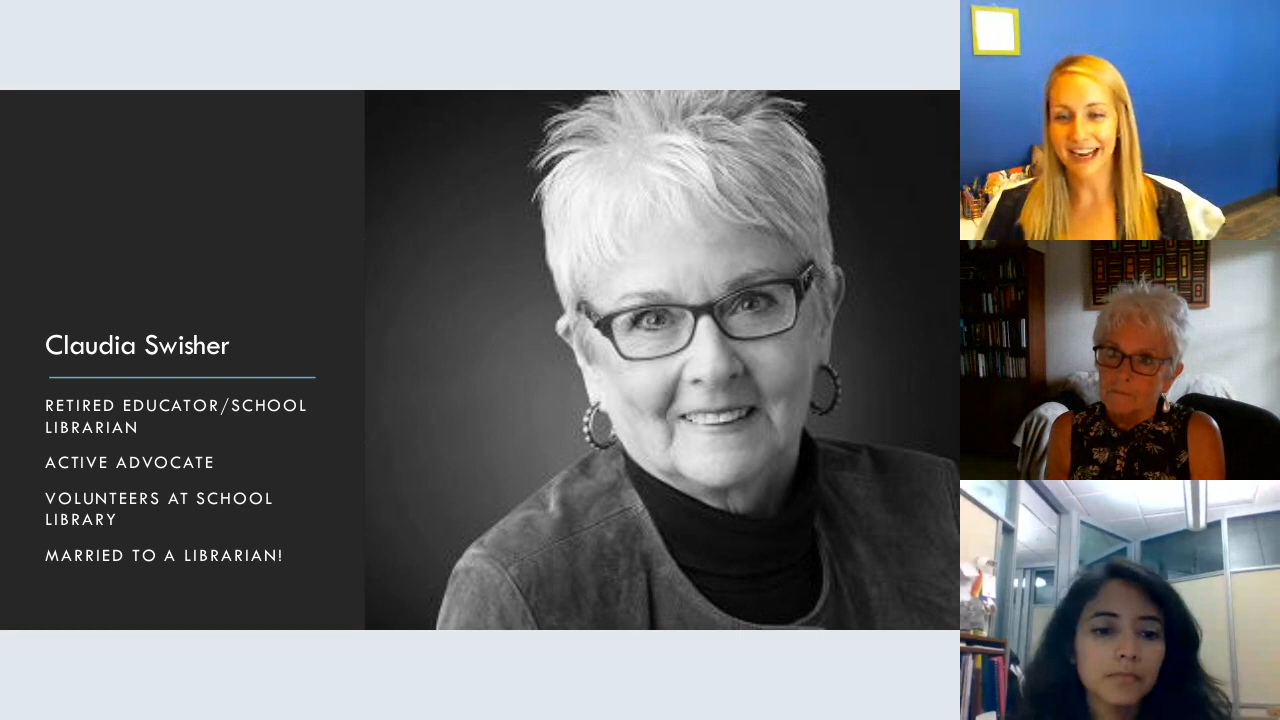 Claudia Swisher
RETIRED EDUCATOR/SCHOOL
LIBRARIAN
ACTIVE ADVOCATE
VOLUNTEERS AT SCHOOL
LIBRARY
MARRIED TO A LIBRARIAN!